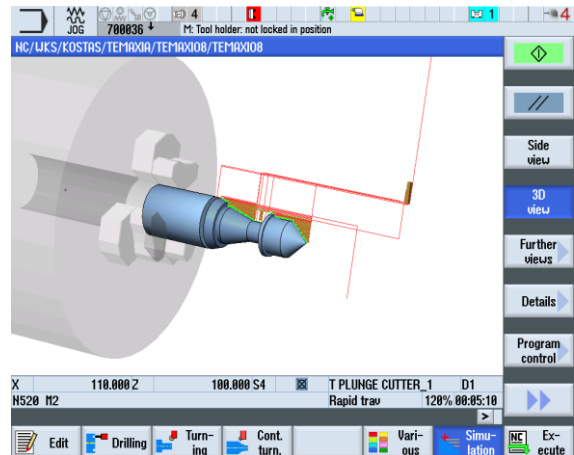 4 1 4
JOG 700036 M: Tool holder: not locked in position
NC/WKS/KOSTAS/TEMAXIA/TEMAXIO8/TEMAXIO8
Side
view
3D
view
Further
views
Details
Program
control
X 110.000 Z 100.000 S4 T PLUNGE CUTTER_1 D1
N520 M2 Rapid trav 120% 00:05:10
>
Edit
Drilling
Turn-
ing
Cont.
turn.
Vari-
ous
Simu-
lation
NC Ex-
ecute